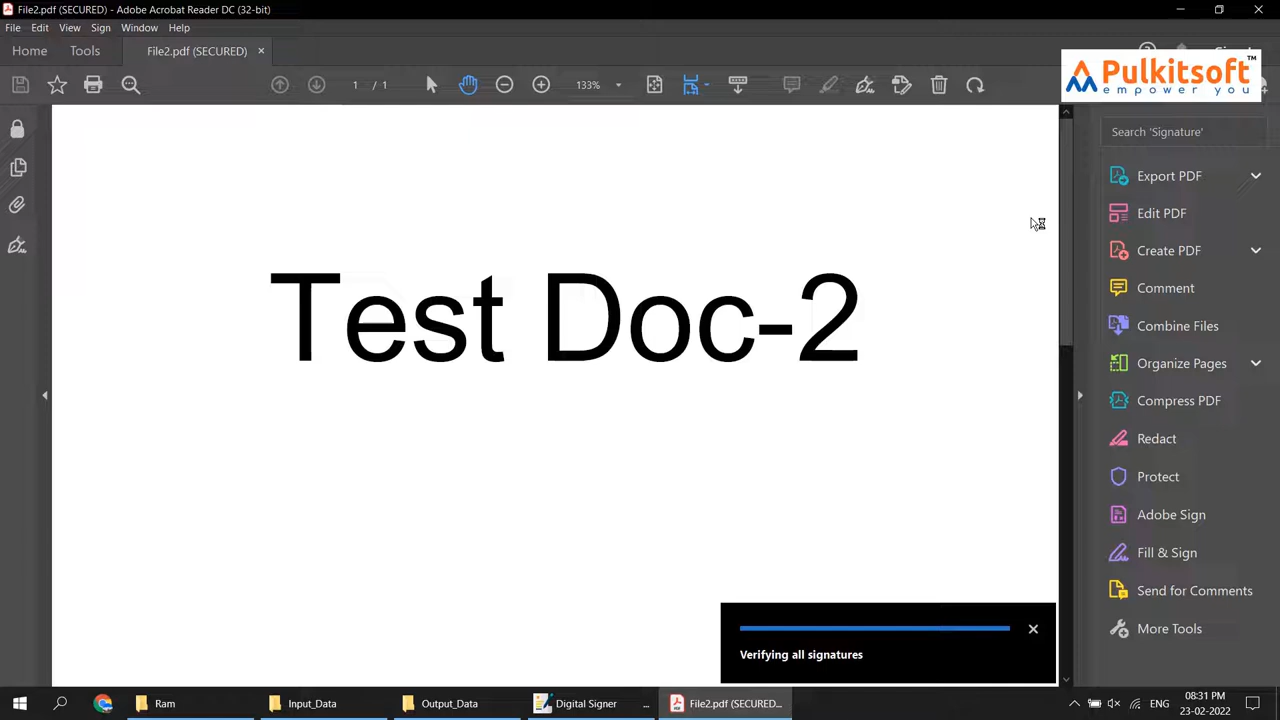 File2.pdf (SECURED) - Adobe Acrobat Reader DC (32-bit)
File Edit View Sign Window Help
Home Tools File2.pdf (SECURED)
1 / 1 133%
Pulkitsoft™
empower you
Search 'Signature'
Export PDF
Edit PDF
Create PDF
Comment
Combine Files
Organize Pages
Compress PDF
Redact
Protect
Adobe Sign
Fill & Sign
Send for Comments
More Tools
Test Doc-2
Verifying all signatures
Ram Input_Data Output_Data Digital Signer ... File2.pdf (SECURED...
ENG
08:31 PM
23-02-2022